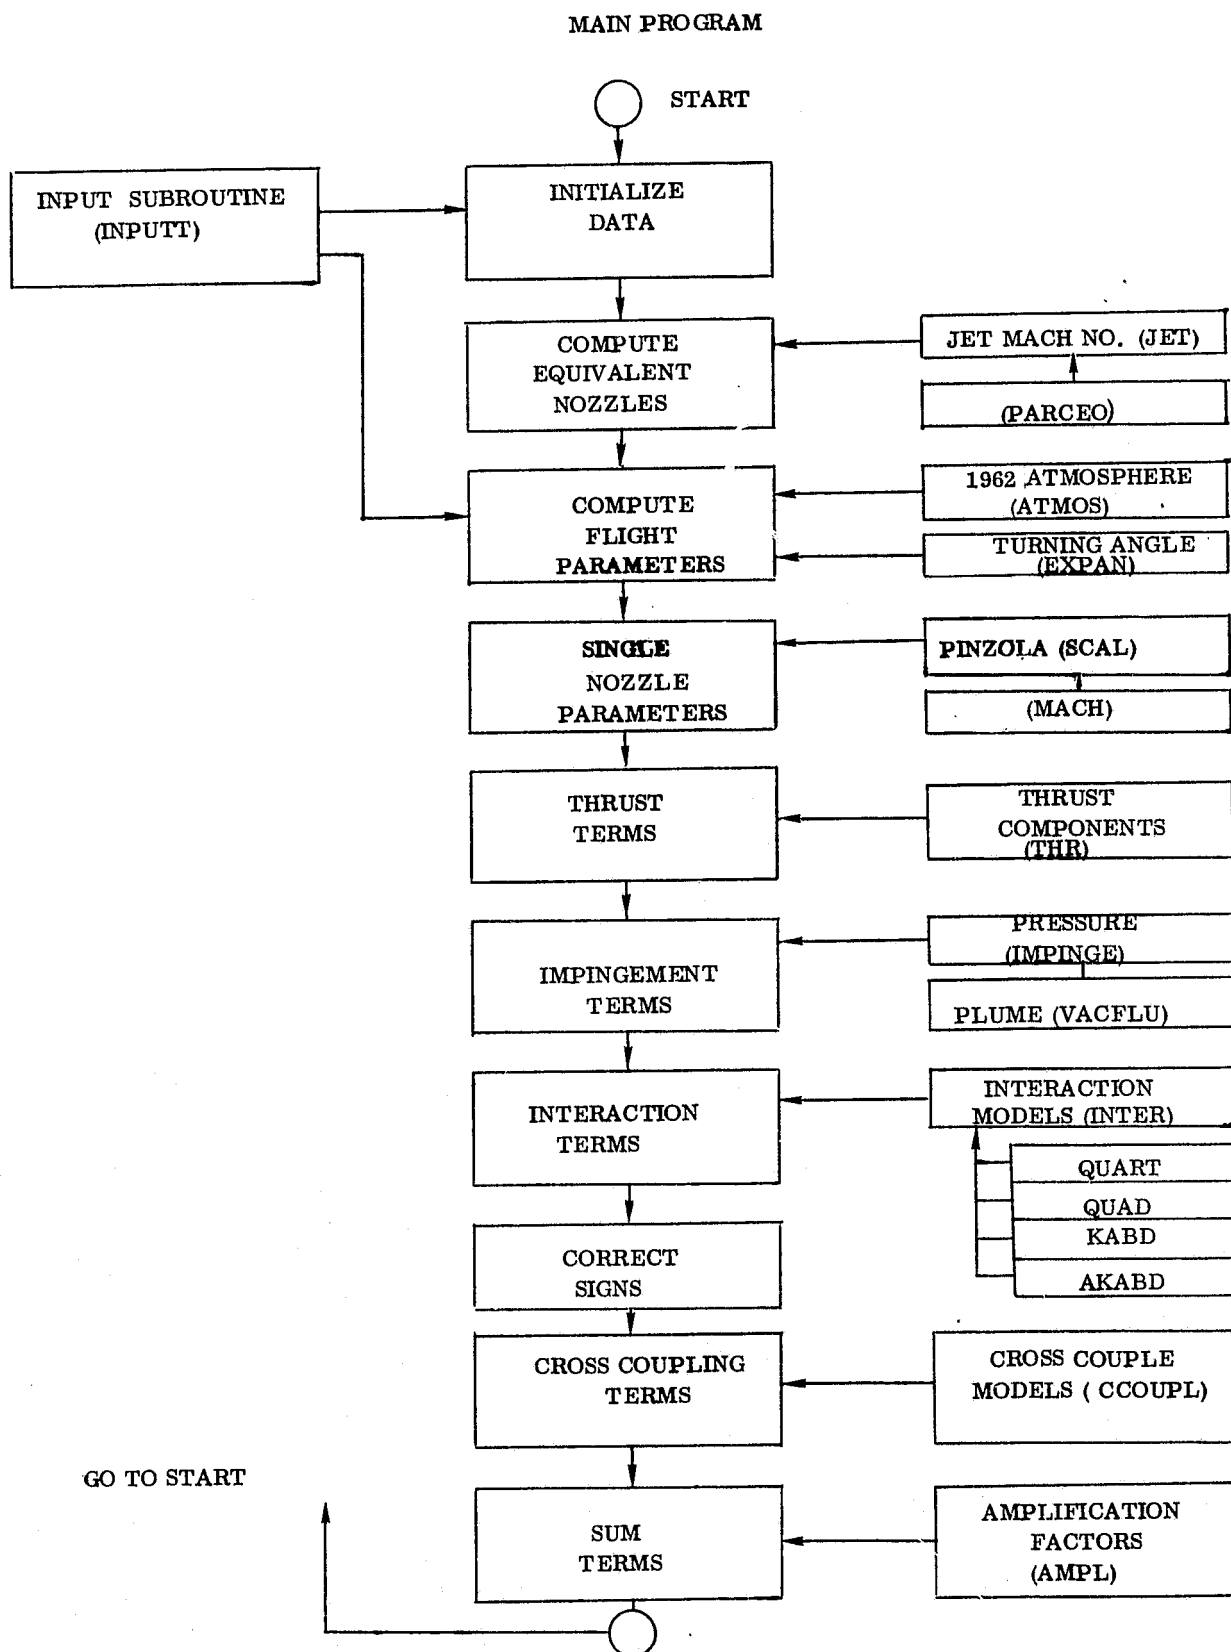 MAIN PROGRAM
START
INPUT SUBROUTINE
(INPUTT)
INITIALIZE
DATA
COMPUTE
EQUIVALENT
NOZZLES
JET MACH NO. (JET)
(PARCEO)
COMPUTE
FLIGHT
PARAMETERS
1962 ATMOSPHERE
(ATMOS)
TURNING ANGLE
(EXPAN)
SINGLE
NOZZLE
PARAMETERS
PINZOLA (SCAL)
(MACH)
THRUST
TERMS
THRUST
COMPONENTS
(THR)
IMPINGEMENT
TERMS
PRESSURE
(IMPINGE)
PLUME (VACFLU)
INTERACTION
TERMS
INTERACTION
MODELS (INTER)
QUART
QUAD
KABD
AKABD
CORRECT
SIGNS
CROSS COUPLING
TERMS
CROSS COUPLE
MODELS ( CCOUPL)
GO TO START
SUM
TERMS
AMPLIFICATION
FACTORS
(AMPL)